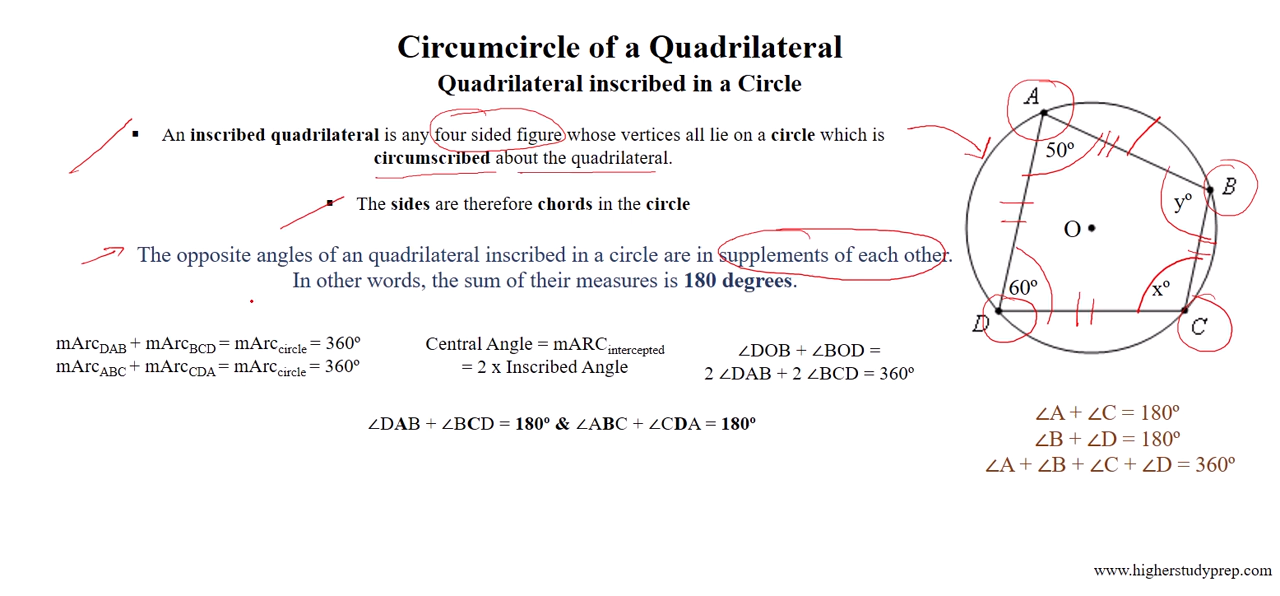 Circumcircle of a Quadrilateral
Quadrilateral inscribed in a Circle
▪ An inscribed quadrilateral is any four sided figure whose vertices all lie on a circle which is
circumscribed about the quadrilateral.
▪ The sides are therefore chords in the circle
The opposite angles of an quadrilateral inscribed in a circle are in supplements of each other.
In other words, the sum of their measures is 180 degrees.
mArcDAB + mArcBCD = mArccircle = 360º
mArcABC + mArcCDA = mArccircle = 360º
Central Angle = mARCintercepted
= 2 x Inscribed Angle
∠DOB + ∠BOD =
2 ∠DAB + 2 ∠BCD = 360º
∠DAB + ∠BCD = 180º & ∠ABC + ∠CDA = 180º
A
50º
B
yº
O
60º
xº
D
C
∠A + ∠C = 180º
∠B + ∠D = 180º
∠A + ∠B + ∠C + ∠D = 360º
www.higherstudyprep.com